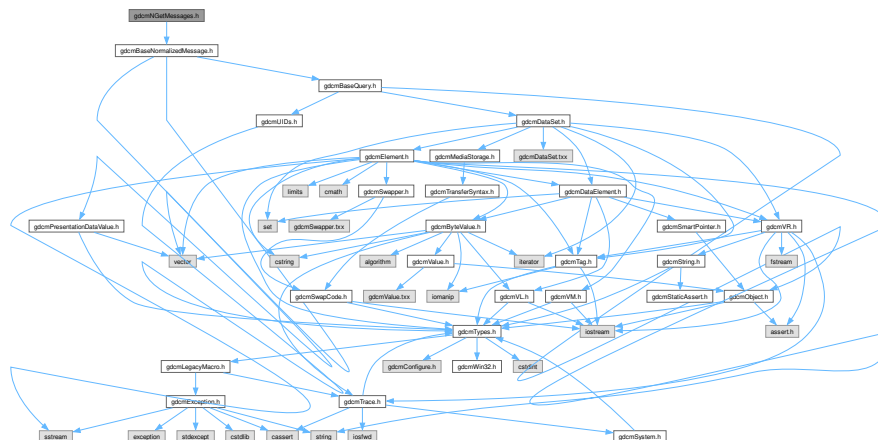 gdcmNGetMessages.h
gdcmBaseNormalizedMessage.h
gdcmBaseQuery.h
gdcmUIDs.h
gdcmDataSet.h
gdcmElement.h
gdcmMediaStorage.h
gdcmDataSet.txx
limits
cmath
gdcmSwapper.h
gdcmTransferSyntax.h
gdcmDataElement.h
gdcmPresentationDataValue.h
set
gdcmSwapper.txx
gdcmByteValue.h
gdcmSmartPointer.h
gdcmVR.h
vector
cstring
algorithm
gdcmValue.h
iterator
gdcmTag.h
gdcmString.h
fstream
gdcmSwapCode.h
gdcmValue.txx
iomanip
gdcmVL.h
gdcmVM.h
gdcmStaticAssert.h
gdcmObject.h
gdcmTypes.h
iostream
assert.h
gdcmLegacyMacro.h
gdcmConfigure.h
gdcmWin32.h
cstdint
gdcmException.h
gdcmTrace.h
sstream
exception
stdexcept
cstdlib
cassert
string
iosfwd
gdcmSystem.h